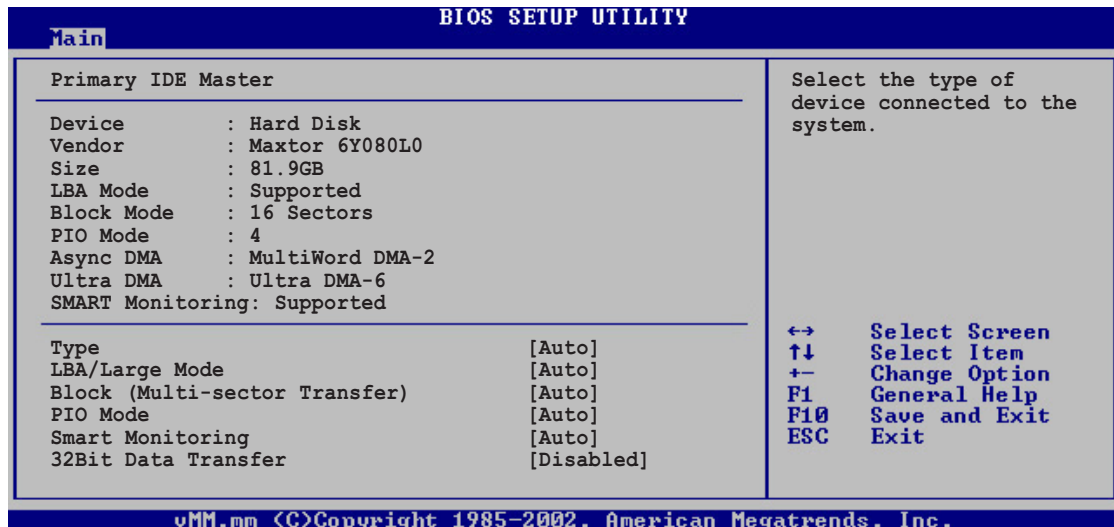 BIOS SETUP UTILITY
Main
Primary IDE Master
Device : Hard Disk
Vendor : Maxtor 6Y080L0
Size : 81.9GB
LBA Mode : Supported
Block Mode : 16 Sectors
PIO Mode : 4
Async DMA : MultiWord DMA-2
Ultra DMA : Ultra DMA-6
SMART Monitoring: Supported
Type [Auto]
LBA/Large Mode [Auto]
Block (Multi-sector Transfer) [Auto]
PIO Mode [Auto]
Smart Monitoring [Auto]
32Bit Data Transfer [Disabled]
Select the type of
device connected to the
system.
←→ Select Screen
↑↓ Select Item
+- Change Option
F1 General Help
F10 Save and Exit
ESC Exit
vMM.mm (C)Copyright 1985-2002, American Megatrends, Inc.